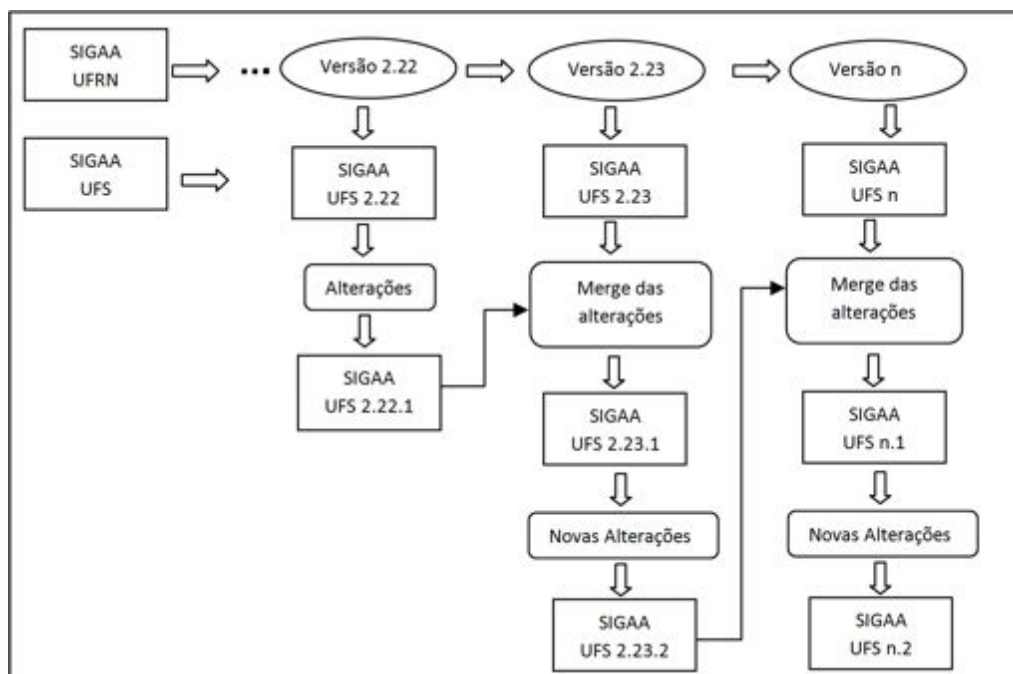 SIGAA
UFRN
...
Versão 2.22
Versão 2.23
Versão n
SIGAA
UFS
SIGAA
UFS 2.22
SIGAA
UFS 2.23
SIGAA
UFS n
Alterações
Merge das
alterações
Merge das
alterações
SIGAA
UFS 2.22.1
SIGAA
UFS 2.23.1
SIGAA
UFS n.1
Novas Alterações
Novas Alterações
SIGAA
UFS 2.23.2
SIGAA
UFS n.2